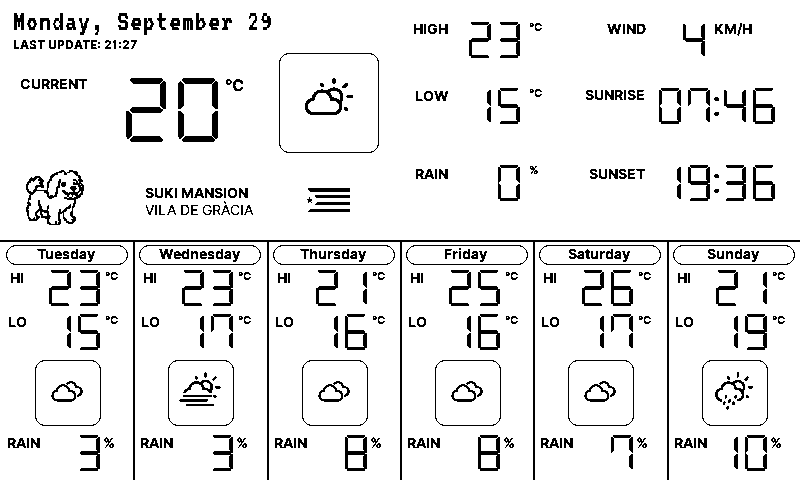 Monday, September 29
LAST UPDATE: 21:27
CURRENT 20 °C
SUKI MANSION
VILA DE GRÀCIA
HIGH 23 °C
WIND 4 KM/H
LOW 15 °C
SUNRISE 07:46
RAIN 0 %
SUNSET 19:36
Tuesday
HI 23 °C
LO 15 °C
RAIN 3 %
Wednesday
HI 23 °C
LO 17 °C
RAIN 3 %
Thursday
HI 21 °C
LO 16 °C
RAIN 8 %
Friday
HI 25 °C
LO 16 °C
RAIN 8 %
Saturday
HI 26 °C
LO 17 °C
RAIN 7 %
Sunday
HI 21 °C
LO 19 °C
RAIN 10 %